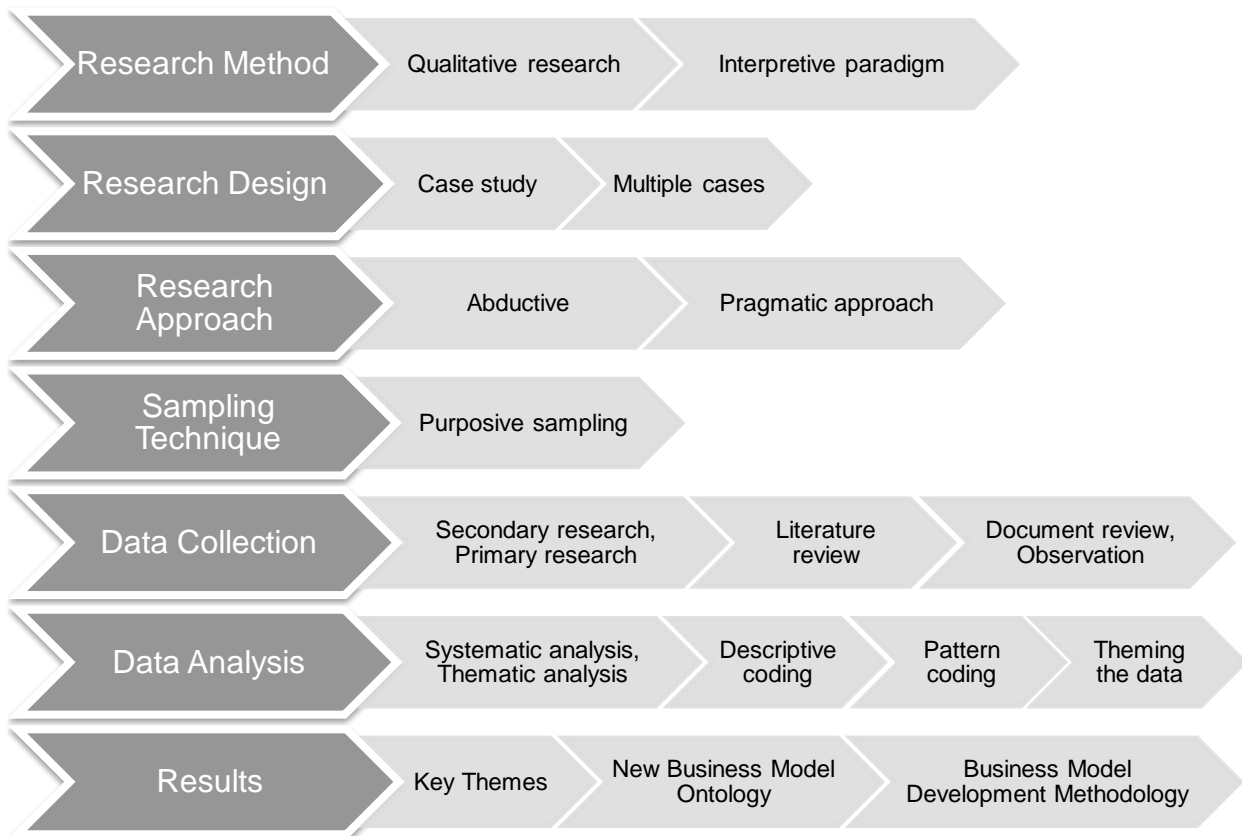 Research Method
Qualitative research
Interpretive paradigm
Research Design
Case study
Multiple cases
Research
Approach
Abductive
Pragmatic approach
Sampling
Technique
Purposive sampling
Data Collection
Secondary research,
Primary research
Literature
review
Document review,
Observation
Data Analysis
Systematic analysis,
Thematic analysis
Descriptive
coding
Pattern
coding
Theming
the data
Results
Key Themes
New Business Model
Ontology
Business Model
Development Methodology